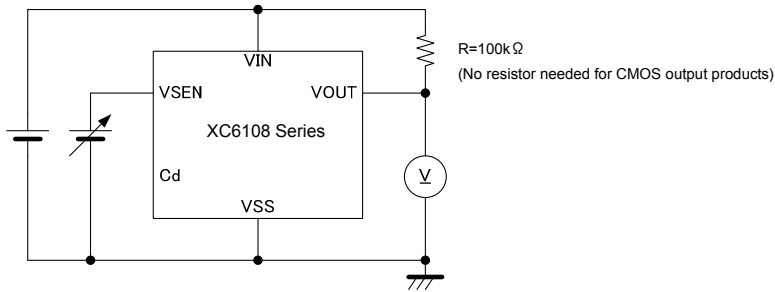 R=100kΩ
VIN
(No resistor needed for CMOS output products)
VSEN
VOUT
XC6108 Series
Cd
V
VSS